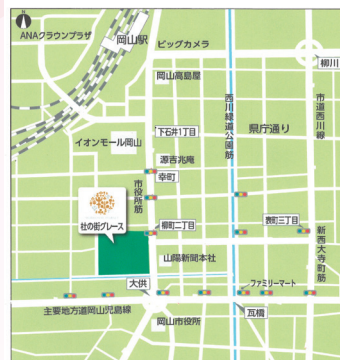 ANAクラウンプラザ
岡山駅
ビッグカメラ
柳川
岡山高島屋
西川緑道公園筋
市道西川線
下石井1丁目
県庁通り
イオンモール岡山
源吉兆庵
幸町
市役所筋
杜の街グレース
柳町二丁目
表町三丁目
新西大寺町筋
山陽新聞本社
大供
ファミリーマート
主要地方道岡山児島線
岡山市役所
瓦橋